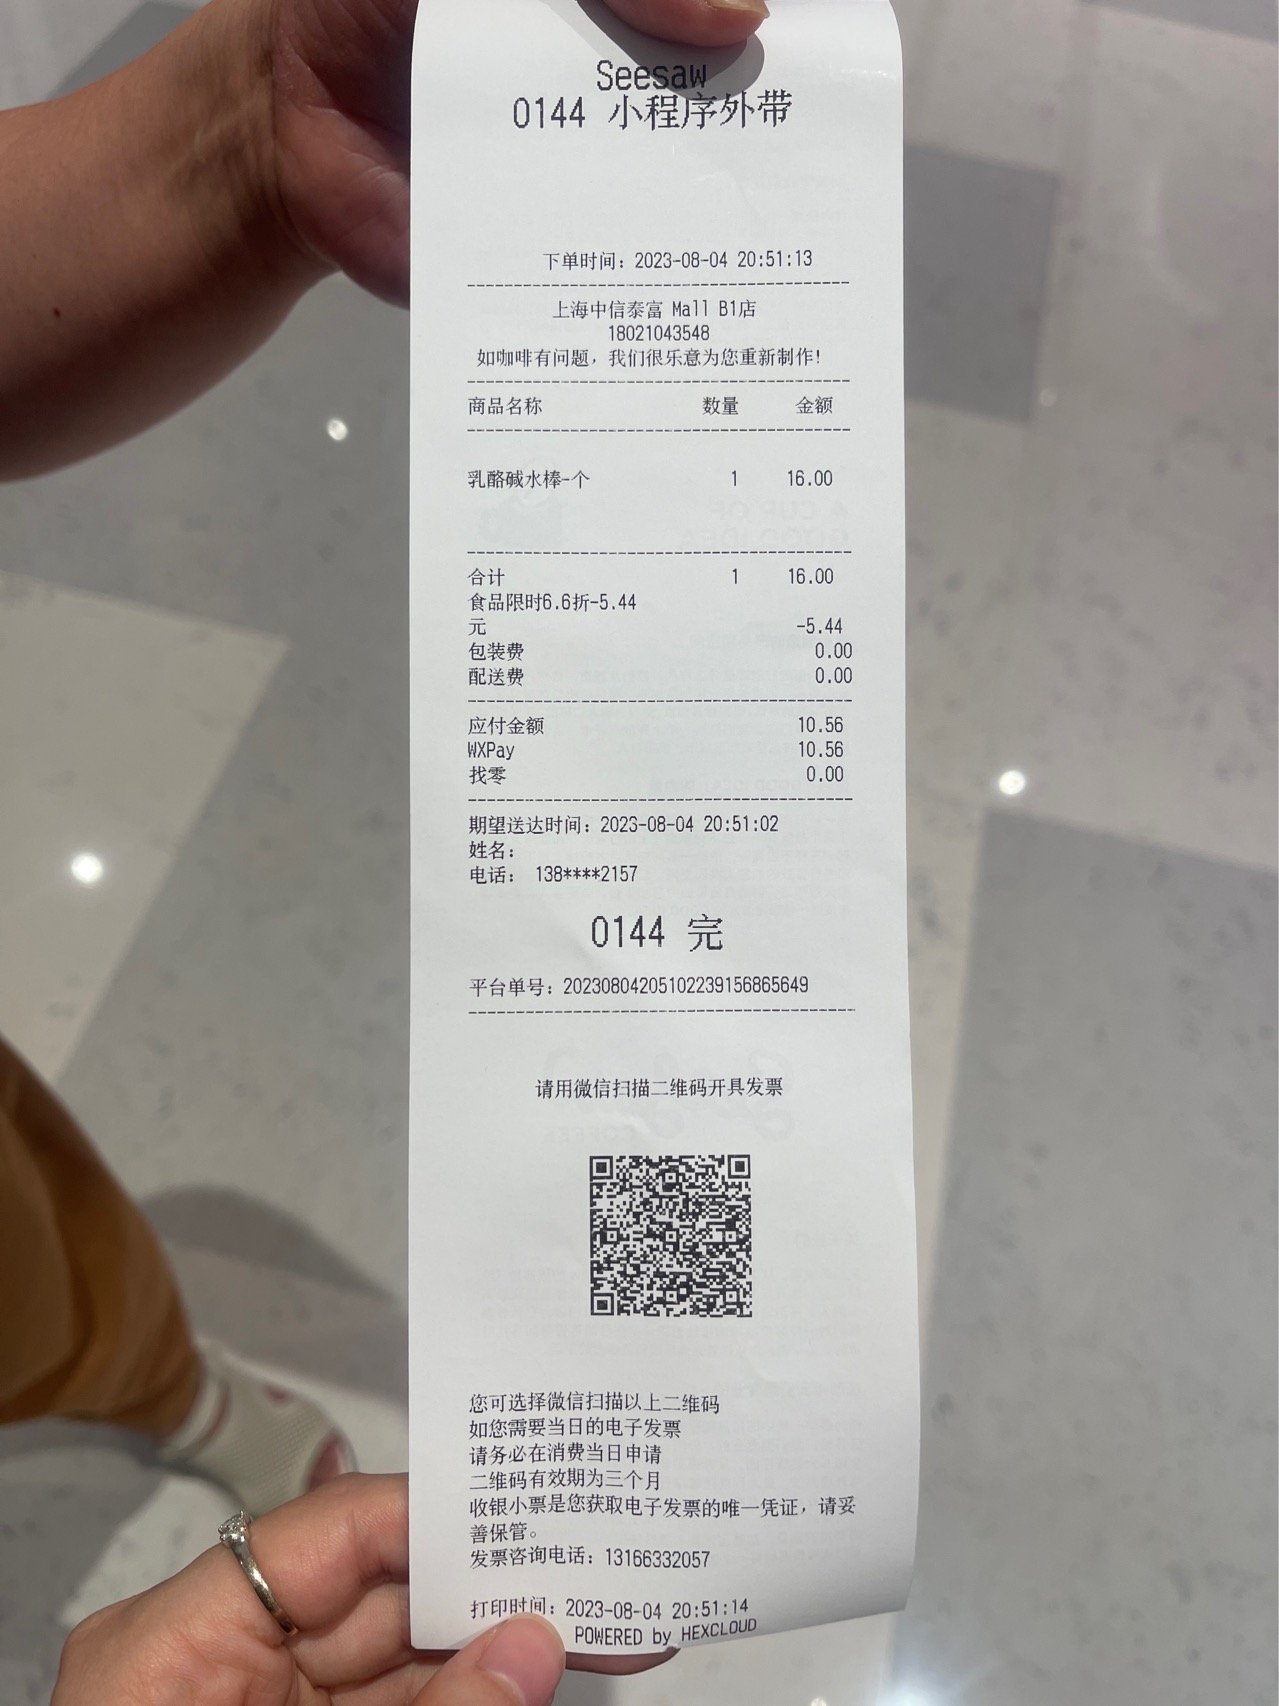 Seesaw
0144 小程序外带
下单时间：2023-08-04 20:51:13
上海中信泰富 Mall B1店
18021043548
如咖啡有问题，我们很乐意为您重新制作！
商品名称 数量 金额
乳酪碱水棒-个 1 16.00
合计 1 16.00
食品限时6.6折-5.44
元 -5.44
包装费 0.00
配送费 0.00
应付金额 10.56
WXPay 10.56
找零 0.00
期望送达时间：2023-08-04 20:51:02
姓名：
电话： 138****2157
0144 完
平台单号：20230804205102239156865649
请用微信扫描二维码开具发票
您可选择微信扫描以上二维码
如您需要当日的电子发票
请务必在消费当日申请
二维码有效期为三个月
收银小票是您获取电子发票的唯一凭证，请妥
善保管。
发票咨询电话：13166332057
打印时间：2023-08-04 20:51:14
POWERED by HEXCLOUD